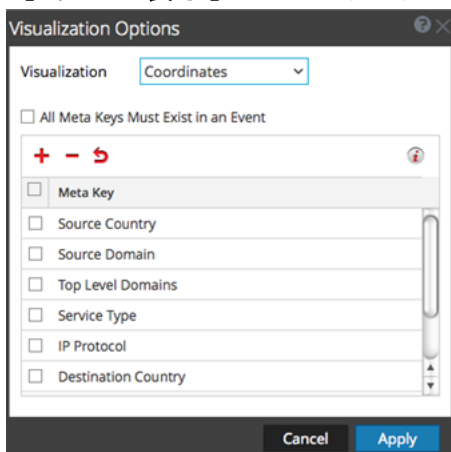 Visualization Options
Visualization Coordinates
All Meta Keys Must Exist in an Event
Meta Key
Source Country
Source Domain
Top Level Domains
Service Type
IP Protocol
Destination Country
Cancel Apply